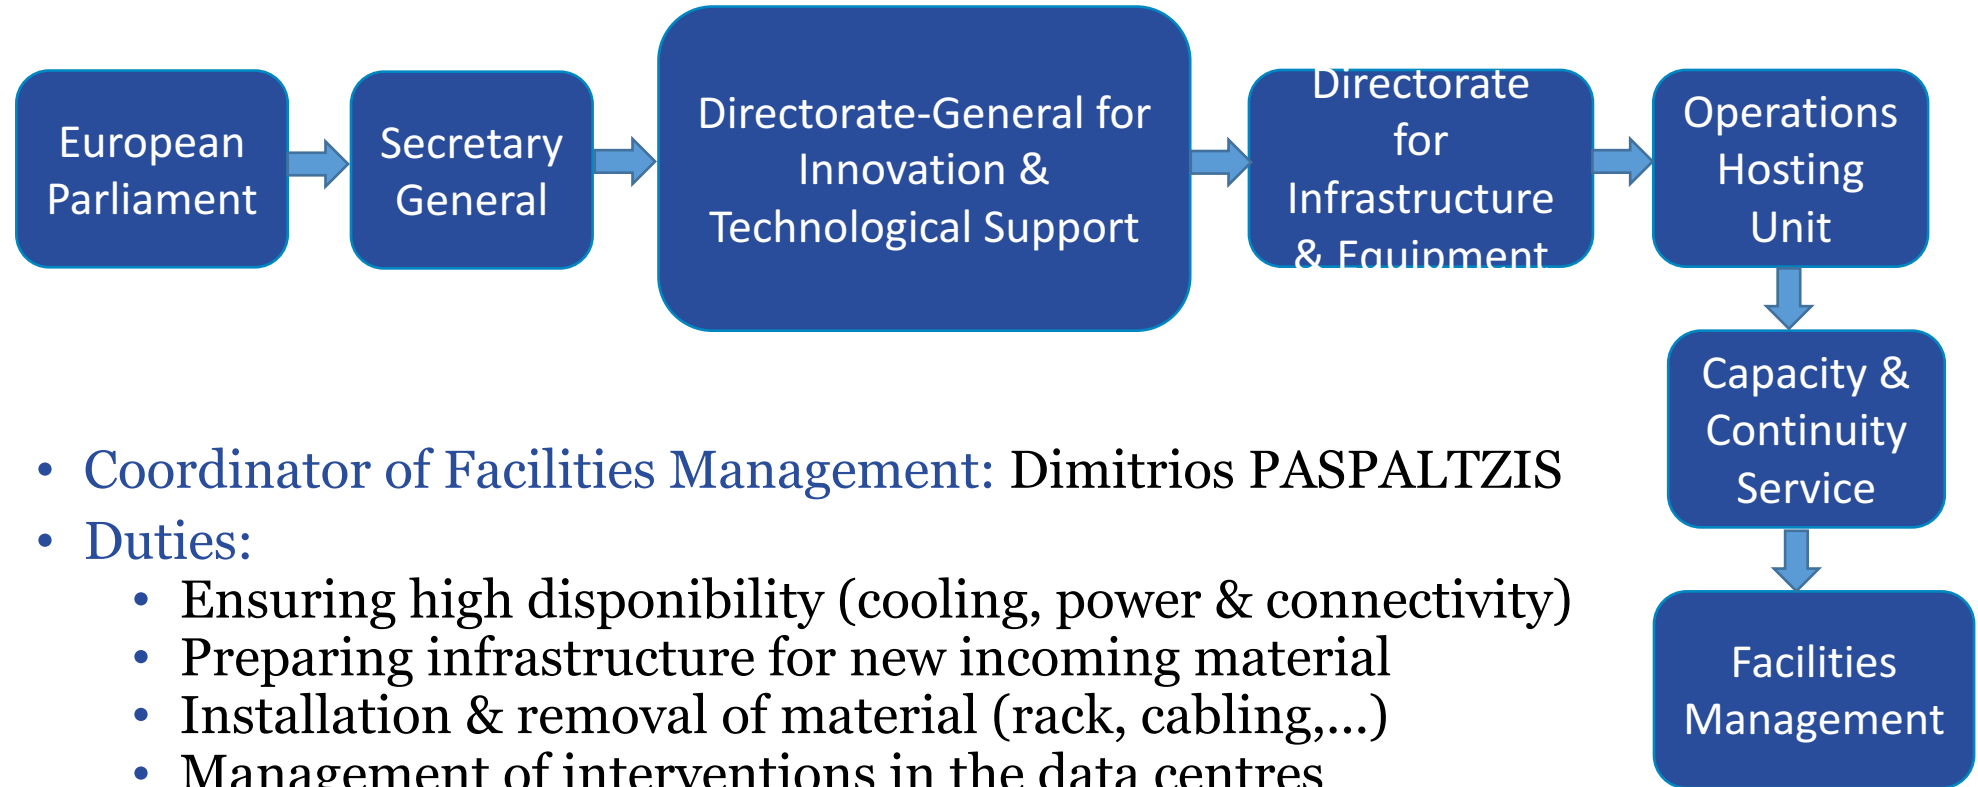 European
Parliament
Secretary
General
Directorate-General for
Innovation &
Technological Support
Directorate
for
Infrastructure
& Equipment
Operations
Hosting
Unit
Capacity &
Continuity
Service
Facilities
Management
• Coordinator of Facilities Management: Dimitrios PASPALTZIS
• Duties:
• Ensuring high disponibility (cooling, power & connectivity)
• Preparing infrastructure for new incoming material
• Installation & removal of material (rack, cabling,...)
• Management of interventions in the data centres